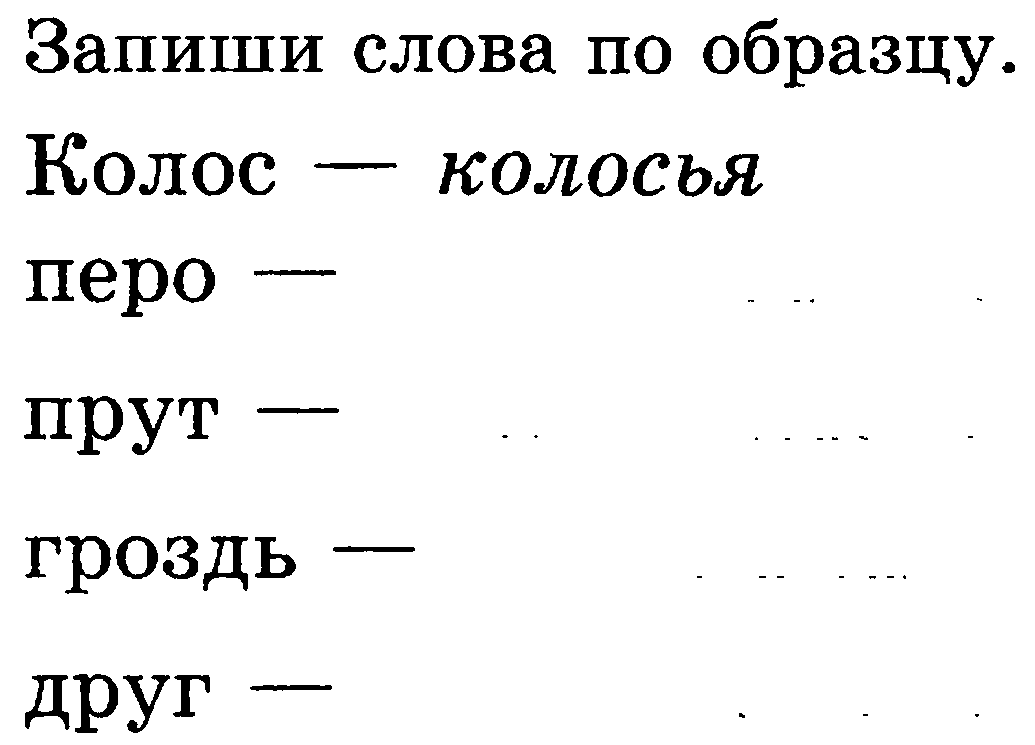 Запиши слова по образцу.
Колос — колосья
перо —
прут —
гроздь —
друг —